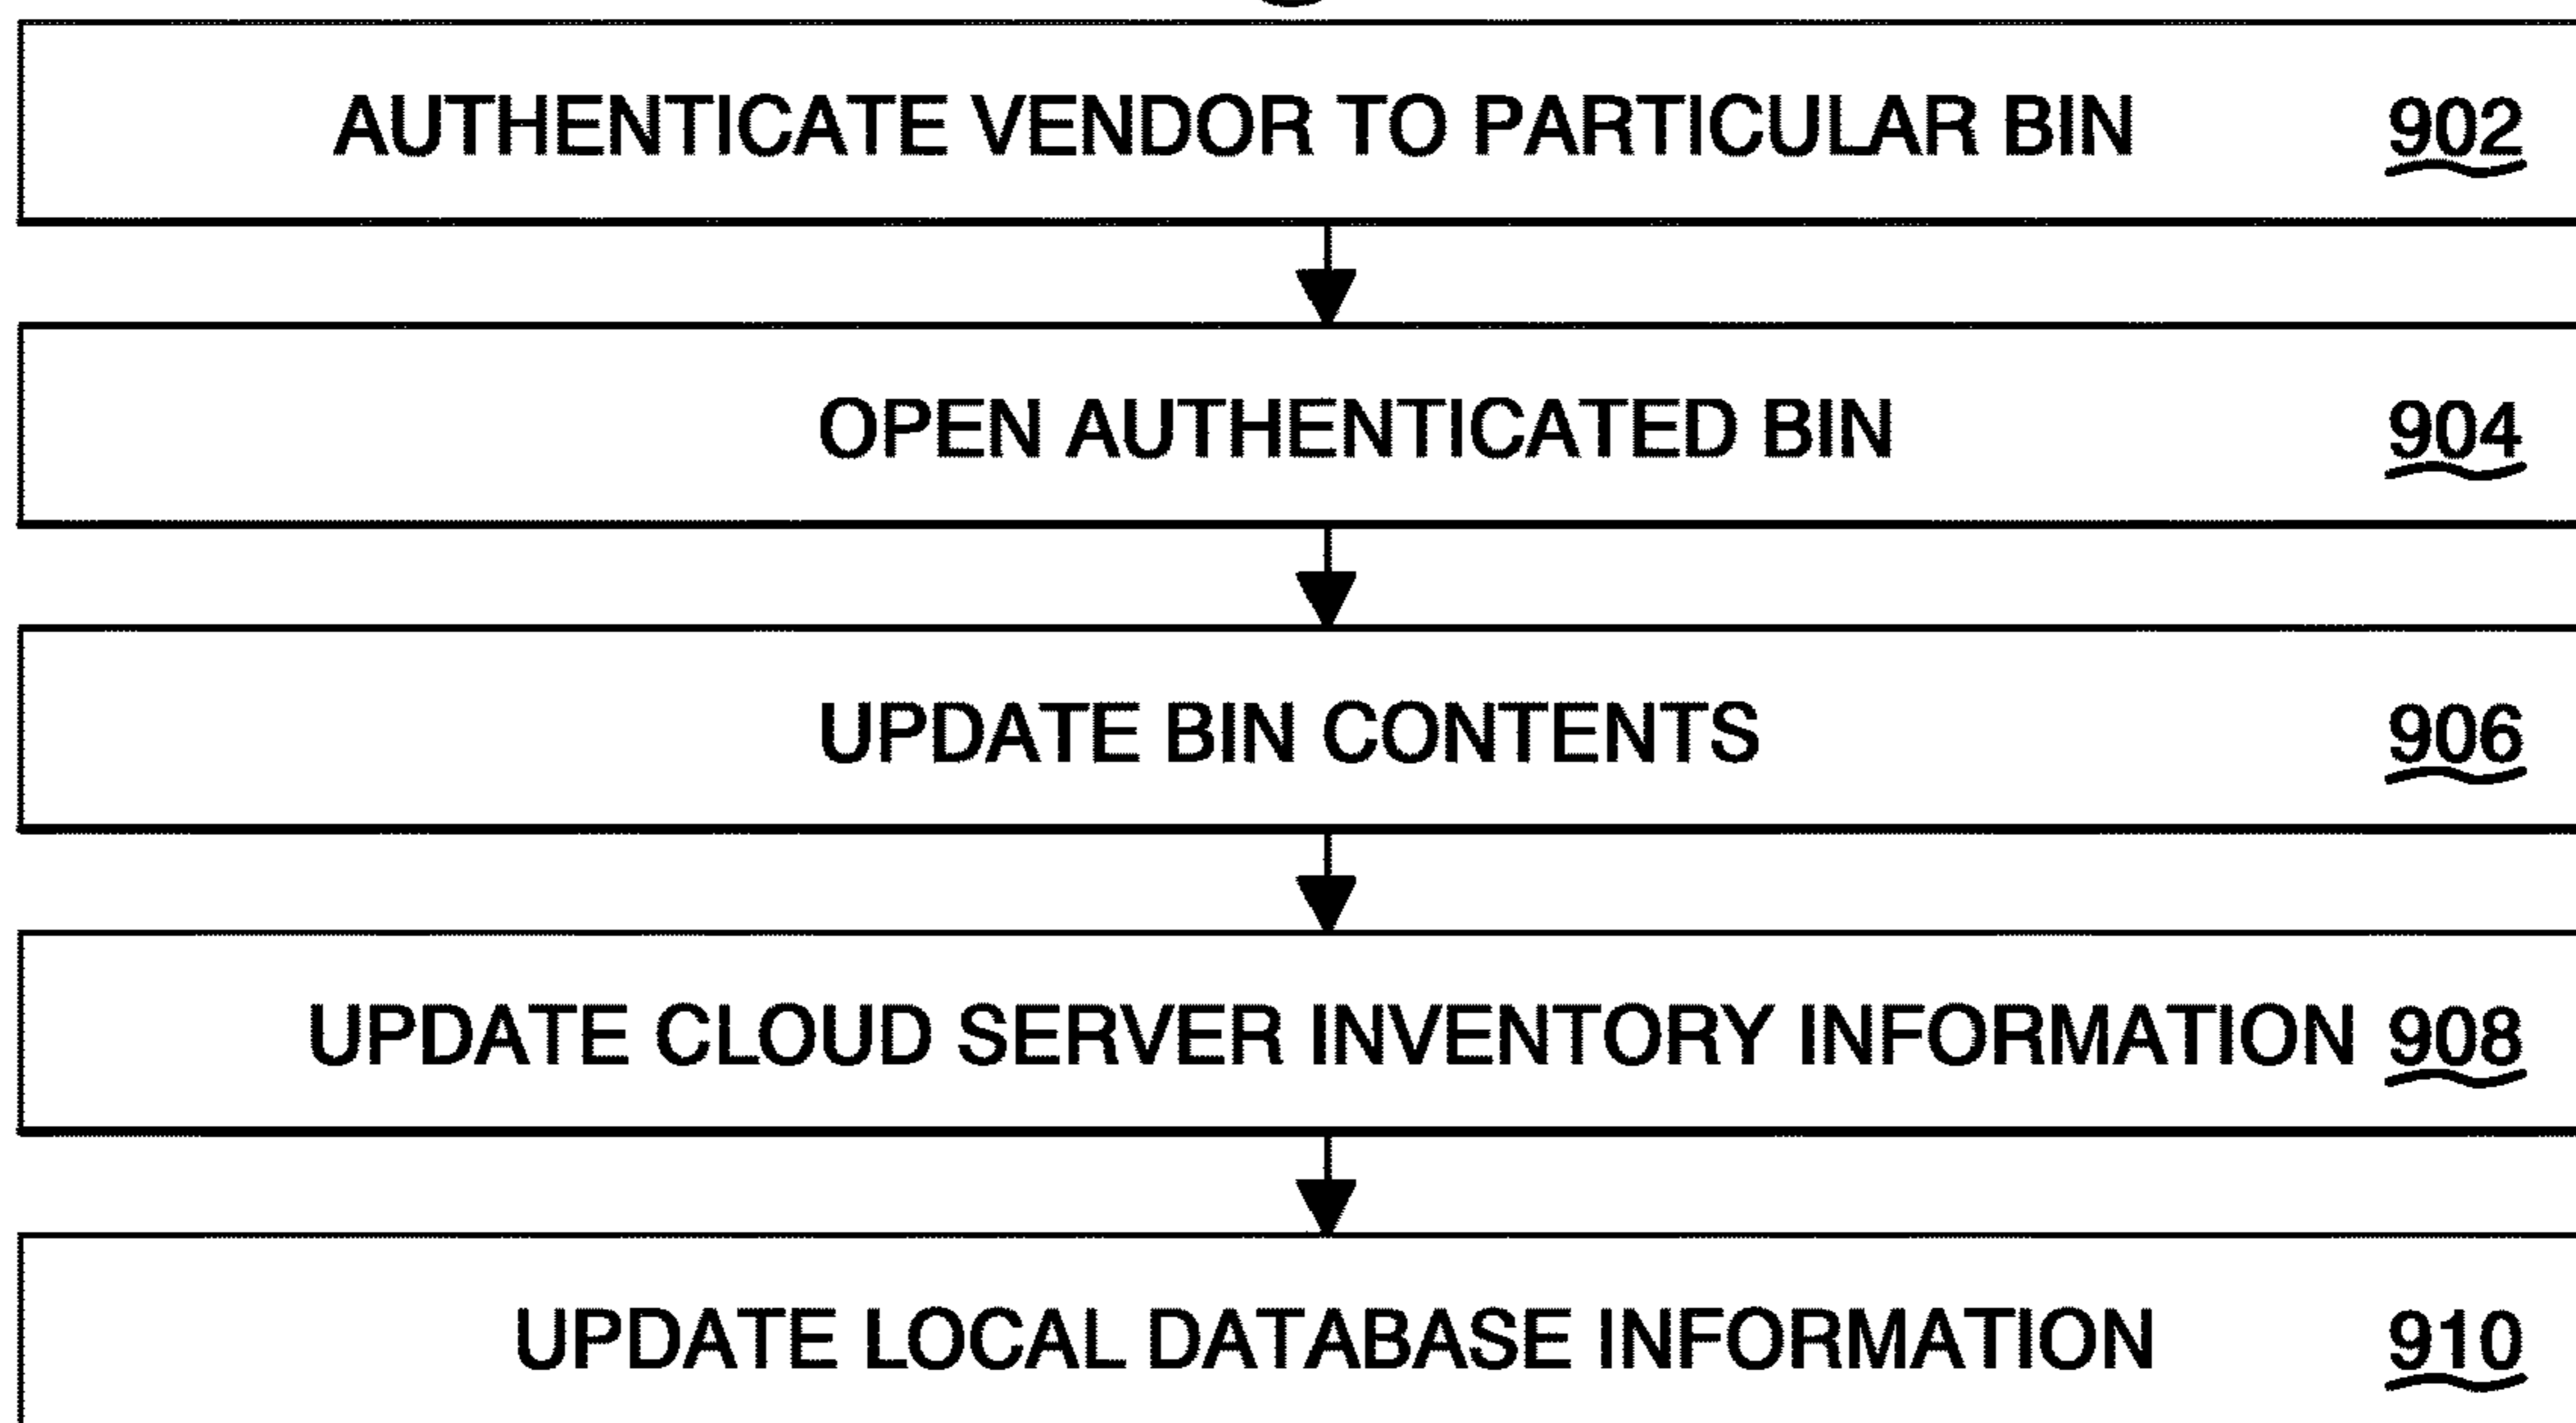 AUTHENTICATE VENDOR TO PARTICULAR BIN 902
OPEN AUTHENTICATED BIN 904
UPDATE BIN CONTENTS 906
UPDATE CLOUD SERVER INVENTORY INFORMATION 908
UPDATE LOCAL DATABASE INFORMATION 910